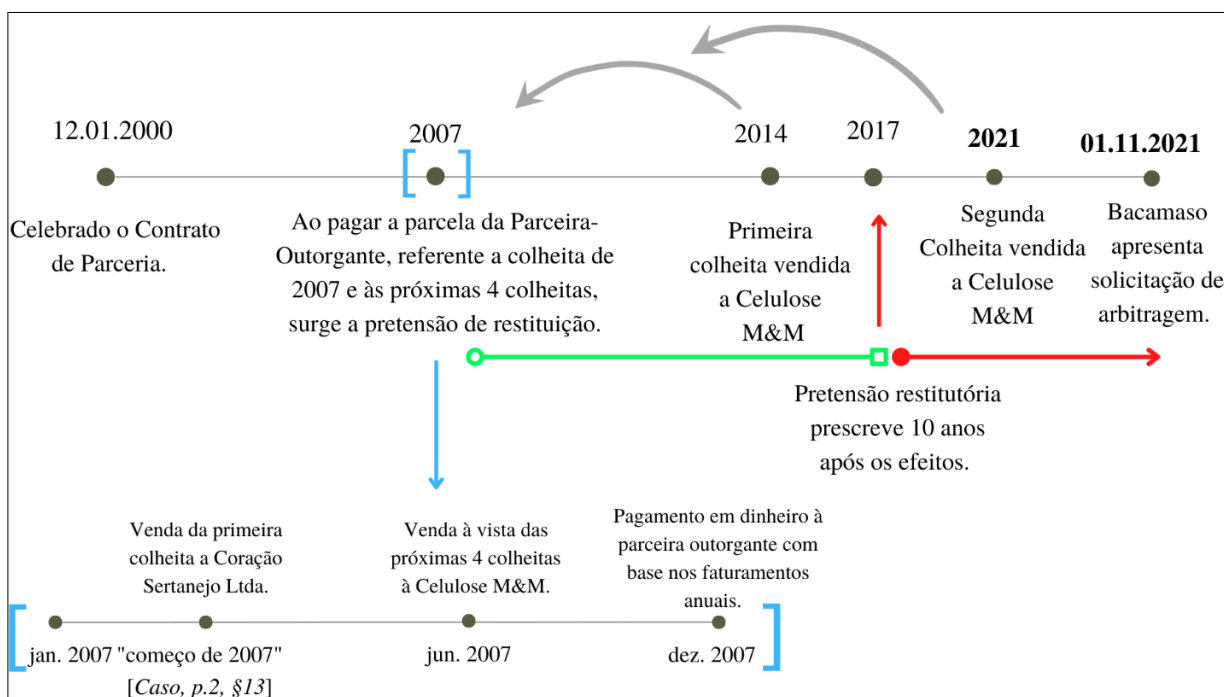 12.01.2000
Celebrado o Contrato
de Parceria.
2007
Ao pagar a parcela da Parceira-
Outorgante, referente a colheita de
2007 e às próximas 4 colheitas,
surge a pretensão de restituição.
2014
Primeira
colheita vendida
a Celulose
M&M
2017
Pretensão restitutória
prescreve 10 anos
após os efeitos.
2021
Segunda
Colheita vendida
a Celulose
M&M
01.11.2021
Bacamaso
apresenta
solicitação de
arbitragem.
jan. 2007
Venda da primeira
colheita a Coração
Sertanejo Ltda.
"começo de 2007"
[Caso, p.2, §13]
Venda à vista das
próximas 4 colheitas
à Celulose M&M.
jun. 2007
Pagamento em dinheiro à
parceira outorgante com
base nos faturamentos
anuais.
dez. 2007